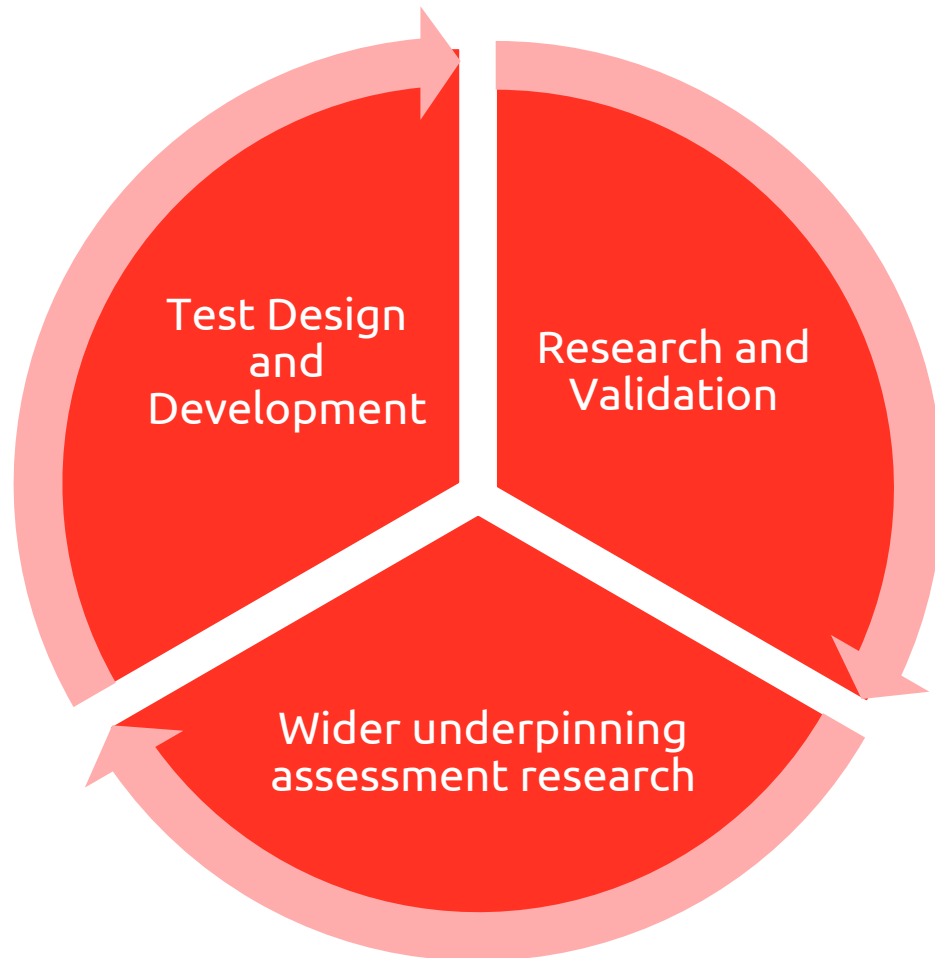 Test Design
and
Development
Research and
Validation
Wider underpinning
assessment research